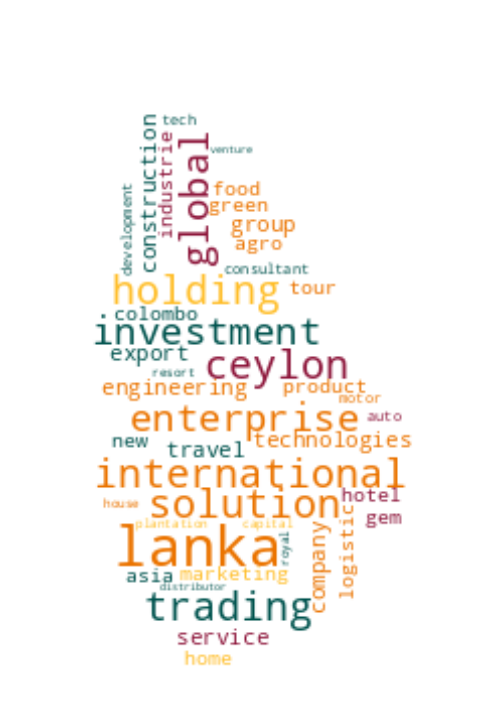 tech
construction
industrie
global
venture
development
food
green
group
agro
consultant
holding
tour
colombo
investment
export
ceylon
resort
engineering
product
motor
enterprise
auto
new
travel
technologies
international
house
solution
hotel
gem
plantation
capital
lanka
royal
company
logistic
asia
marketing
distributor
trading
service
home